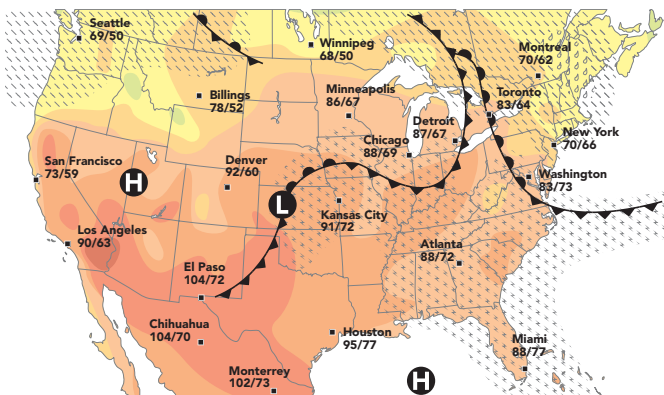 Seattle
69/50
Winnipeg
68/50
Montreal
70/62
Billings
78/52
Minneapolis
86/67
Toronto
83/64
Detroit
87/67
New York
70/66
Chicago
88/69
San Francisco
73/59
Denver
92/60
Washington
83/73
H
L
Kansas City
91/72
Los Angeles
90/63
Atlanta
88/72
El Paso
104/72
Chihuahua
104/70
Houston
95/77
Miami
88/77
Monterrey
102/73
H